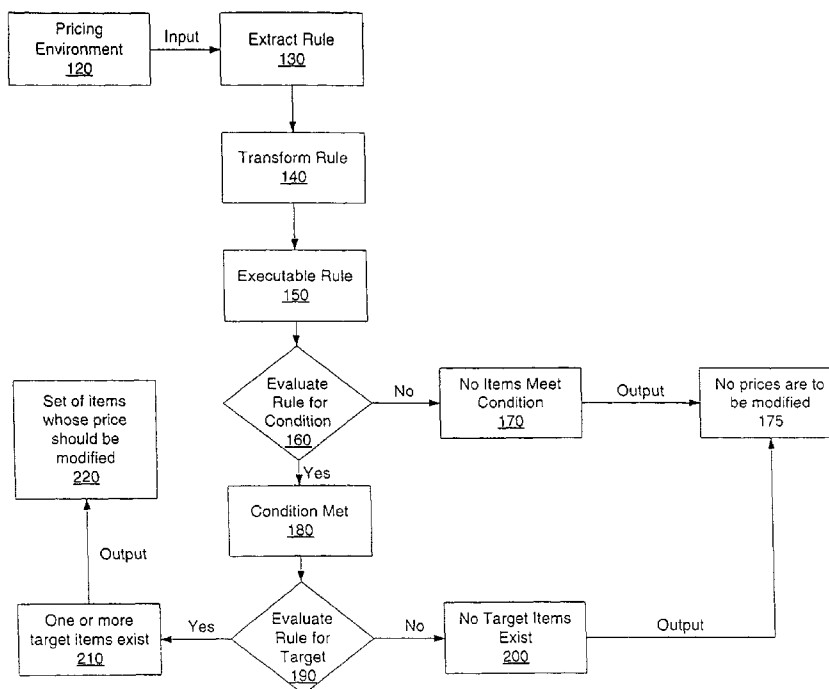 Pricing
Environment
120
Input
Extract Rule
130
Transform Rule
140
Executable Rule
150
Evaluate
Rule for
Condition
160
No
No Items Meet
Condition
170
Output
No prices are to
be modified
175
Yes
Condition Met
180
Evaluate
Rule for
Target
190
No
No Target Items
Exist
200
Output
Yes
One or more
target items exist
210
Output
Set of items
whose price
should be
modified
220